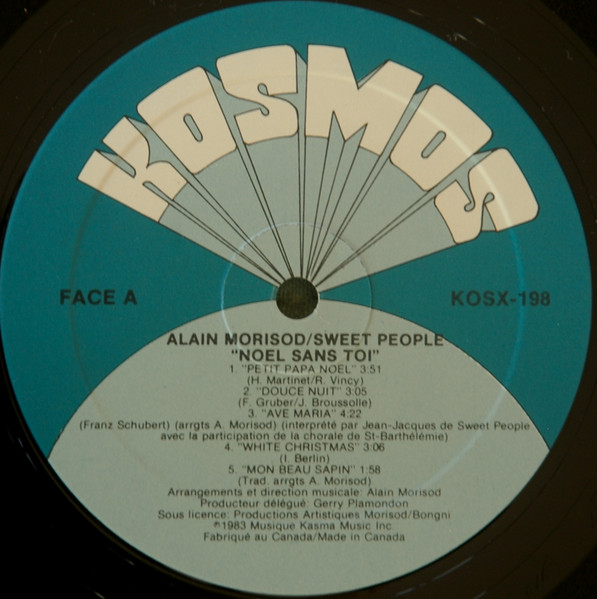 KOSMOS
FACE A
KOSX-198
ALAIN MORISOD/SWEET PEOPLE
"NOEL SANS TOI"
1. "PETIT PAPA NOËL" 3:51
(H. Martinet/R. Vincy)
2. "DOUCE NUIT" 3:05
(F. Gruber/J. Broussolle)
3. "AVE MARIA" 4:22
(Franz Schubert) (arrgts A. Morisod) (interprété par Jean-Jacques de Sweet People
avec la participation de la chorale de St-Barthélémie)
4. "WHITE CHRISTMAS" 3:06
(I. Berlin)
5. "MON BEAU SAPIN" 1:58
(Trad. arrgts A. Morisod)
Arrangements et direction musicale: Alain Morisod
Producteur délégué: Gerry Plamondon
Sous licence: Productions Artistiques Morisod/Bongni
℗1983 Musique Kasma Music Inc.
Fabriqué au Canada/Made in Canada